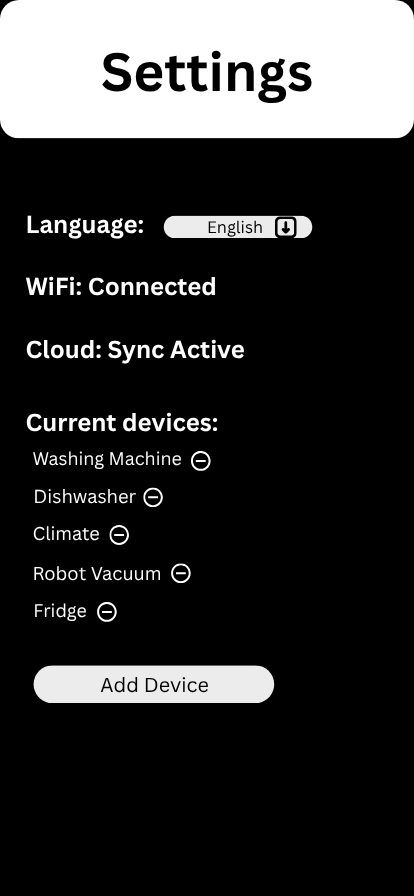 Settings
Language: English
WiFi: Connected
Cloud: Sync Active
Current devices:
Washing Machine
Dishwasher
Climate
Robot Vacuum
Fridge
Add Device